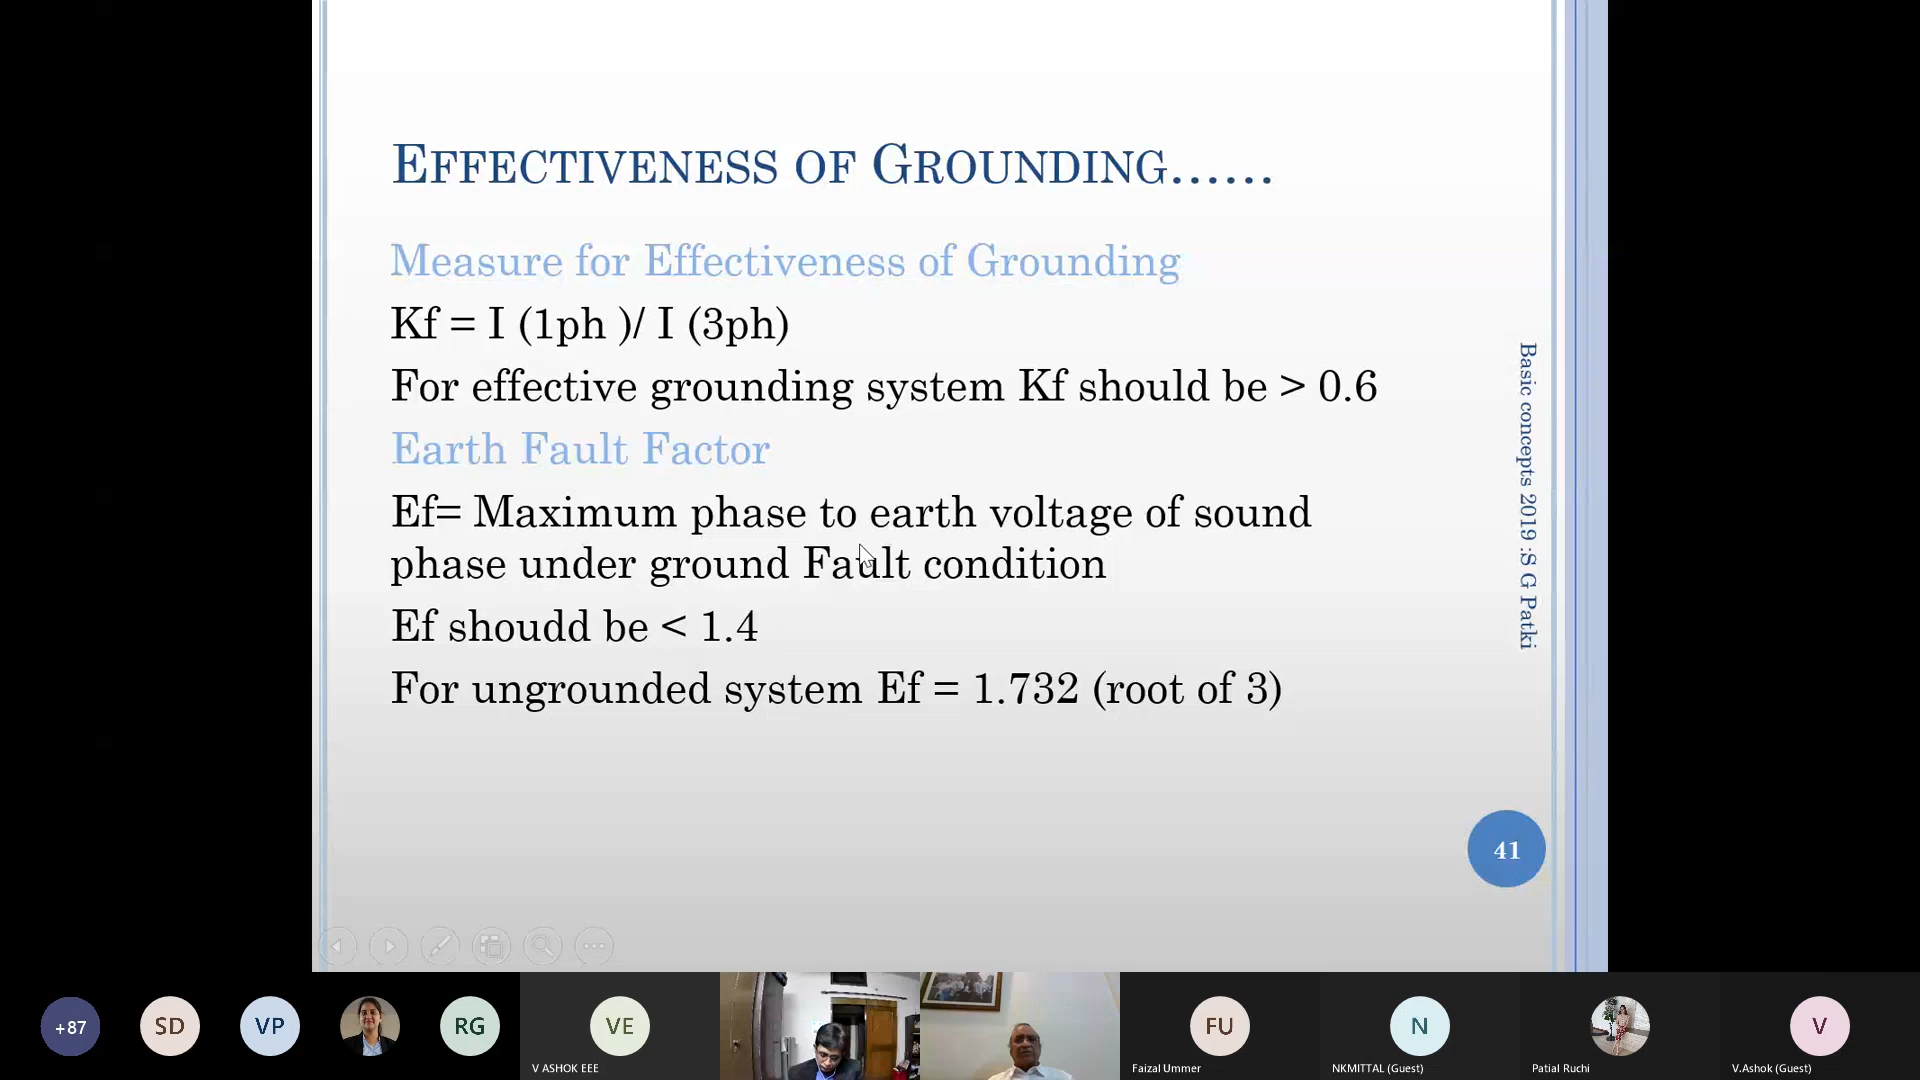 EFFECTIVENESS OF GROUNDING......
Measure for Effectiveness of Grounding
Kf = I (1ph )/ I (3ph)
For effective grounding system Kf should be > 0.6
Earth Fault Factor
Ef= Maximum phase to earth voltage of sound
phase under ground Fault condition
Ef shoudd be < 1.4
For ungrounded system Ef = 1.732 (root of 3)
Basic concepts 2019 :S G Patki
41
+87
SD
VP
RG
VE
V ASHOK EEE
FU
Faizal Ummer
N
NKMITTAL (Guest)
Patial Ruchi
V
V.Ashok (Guest)